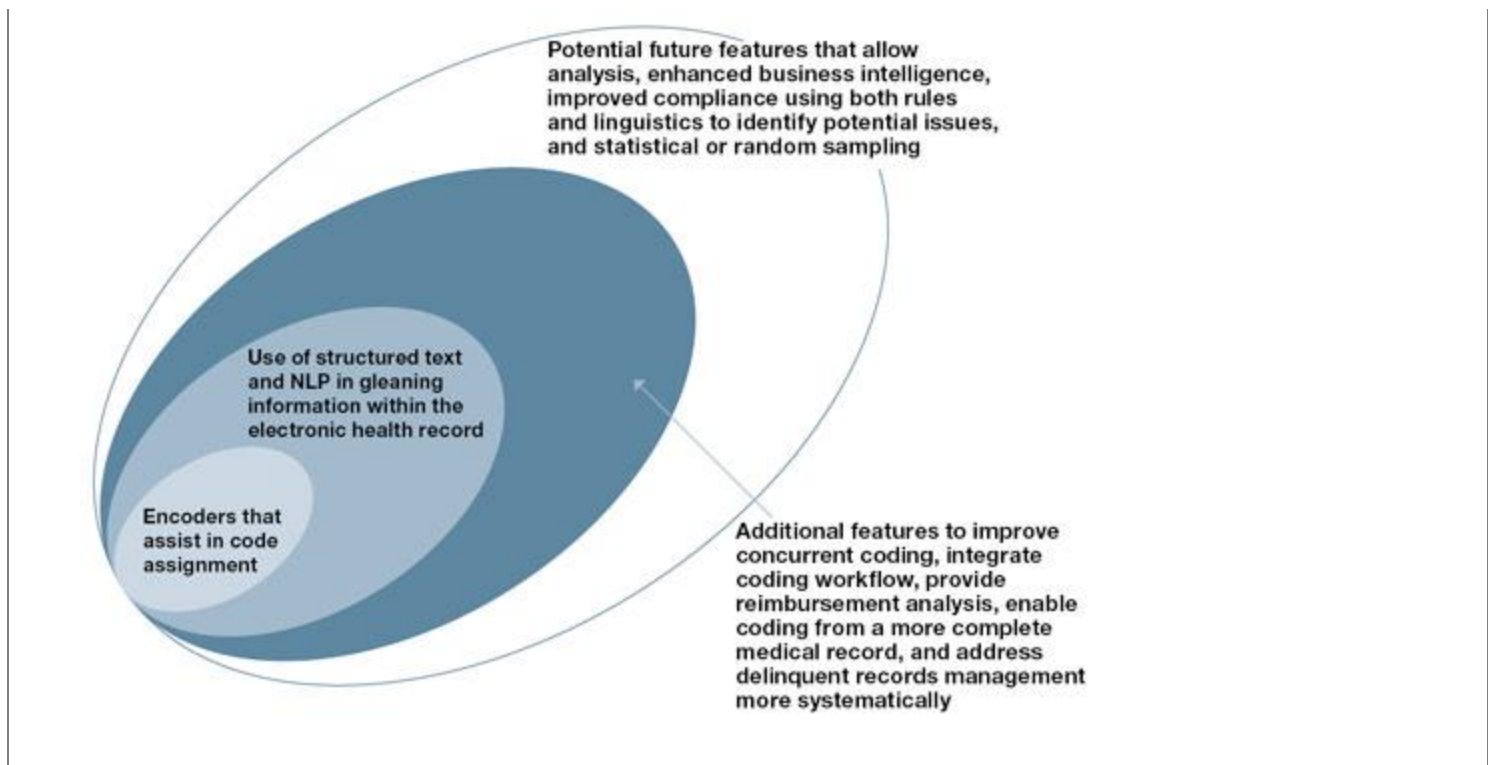 Potential future features that allow
analysis, enhanced business intelligence,
improved compliance using both rules
and linguistics to identify potential issues,
and statistical or random sampling
Use of structured text
and NLP in gleaning
information within the
electronic health record
Encoders that
assist in code
assignment
Additional features to improve
concurrent coding, integrate
coding workflow, provide
reimbursement analysis, enable
coding from a more complete
medical record, and address
delinquent records management
more systematically